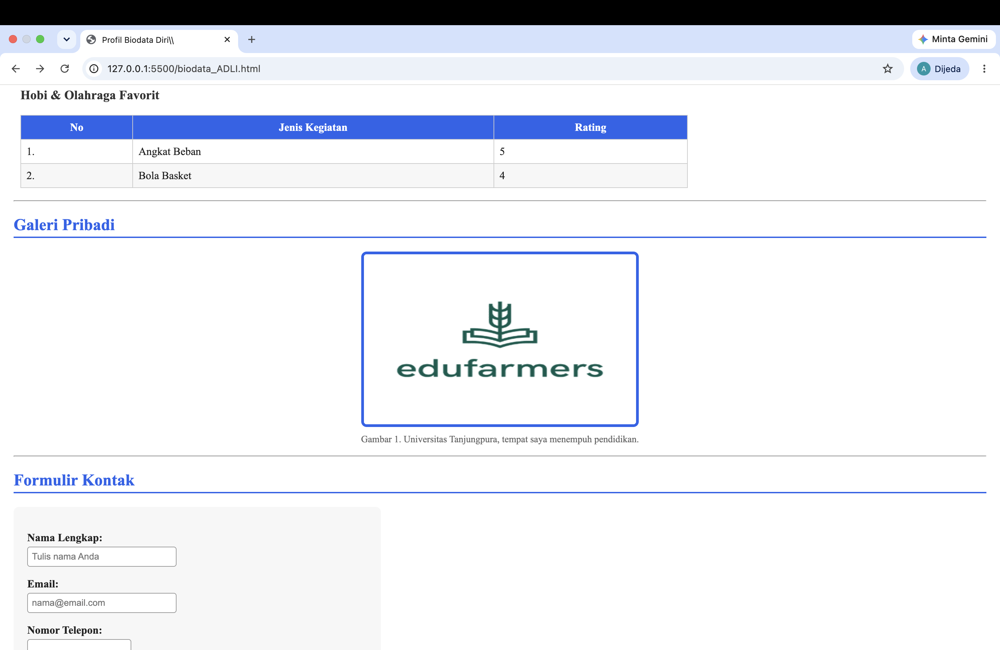 Profil Biodata Diri\\
Minta Gemini
127.0.0.1:5500/biodata_ADLI.html
A Dijeda
Hobi & Olahraga Favorit
No Jenis Kegiatan Rating
1. Angkat Beban 5
2. Bola Basket 4
Galeri Pribadi
edufarmers
Gambar 1. Universitas Tanjungpura, tempat saya menempuh pendidikan.
Formulir Kontak
Nama Lengkap:
Tulis nama Anda
Email:
nama@email.com
Nomor Telepon: